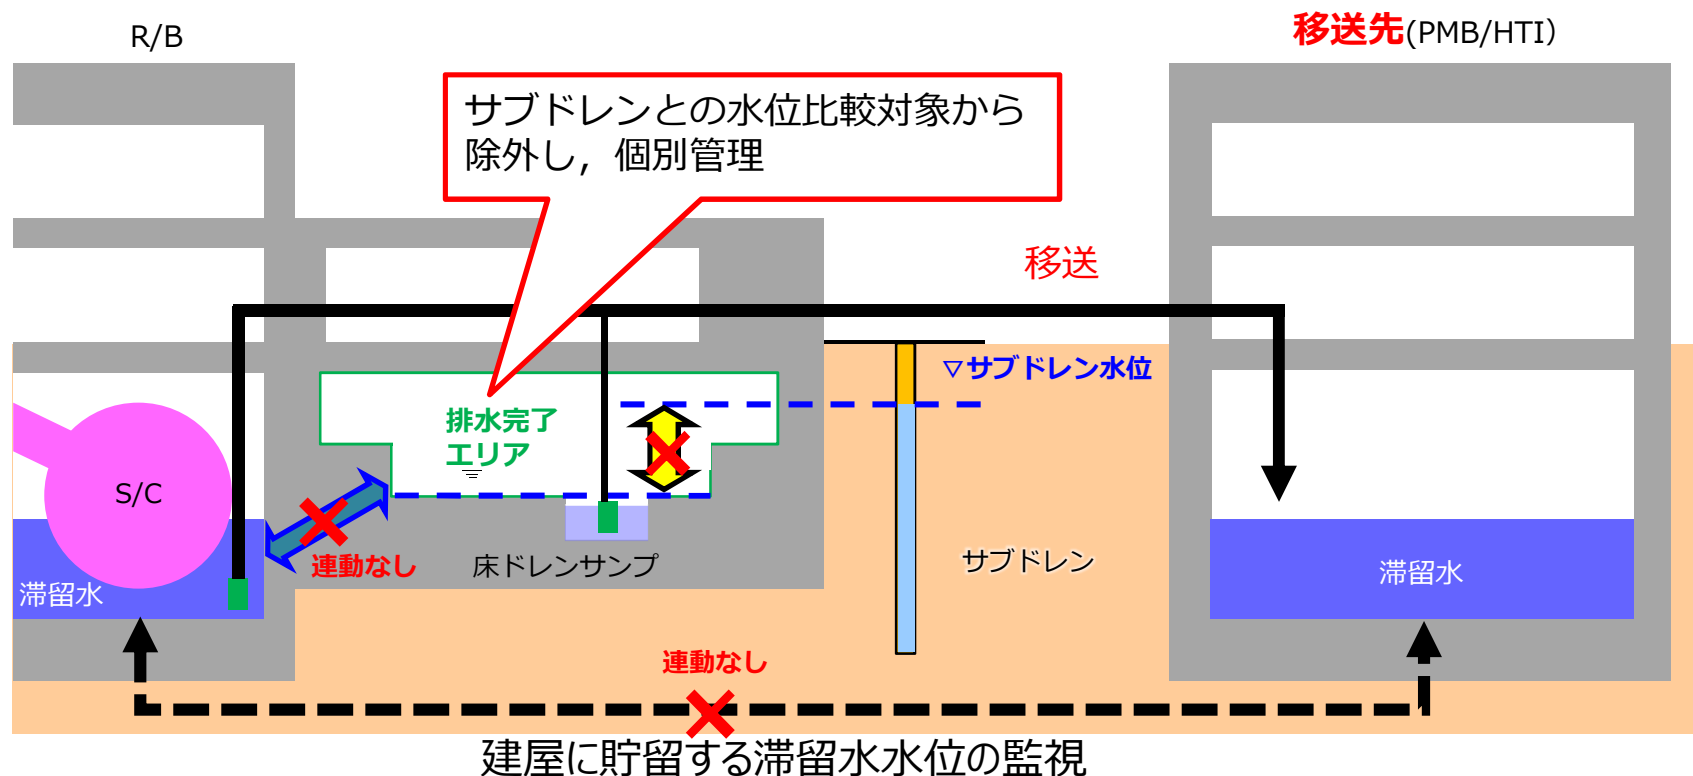 R/B
移送先(PMB/HTI)
サブドレンとの水位比較対象から
除外し，個別管理
移送
▽サブドレン水位
排水完了
エリア
S/C
連動なし
床ドレンサンプ
サブドレン
滞留水
滞留水
連動なし
建屋に貯留する滞留水水位の監視